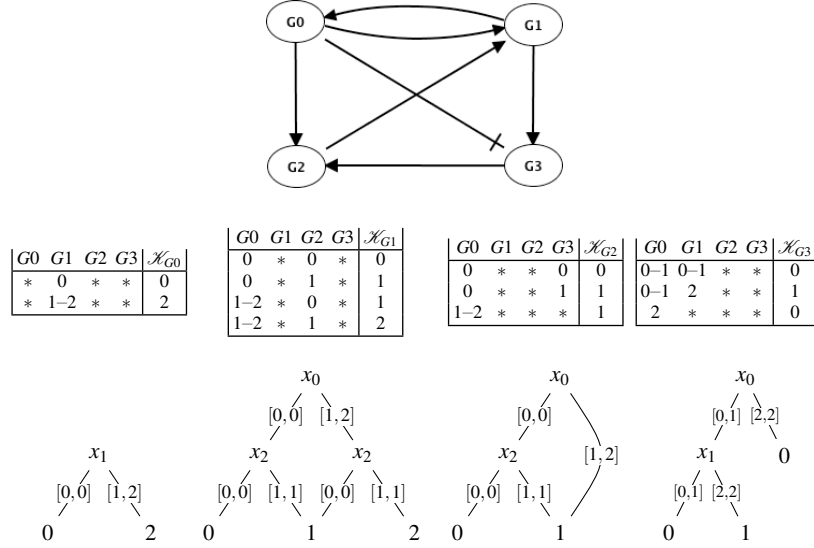 G0 G1
G2 G3
G0 G1 G2 G3 𝒦G0
∗ 0 ∗ ∗ 0
∗ 1–2 ∗ ∗ 2
G0 G1 G2 G3 𝒦G1
0 ∗ 0 ∗ 0
0 ∗ 1 ∗ 1
1–2 ∗ 0 ∗ 1
1–2 ∗ 1 ∗ 2
G0 G1 G2 G3 𝒦G2
0 ∗ ∗ 0 0
0 ∗ ∗ 1 1
1–2 ∗ ∗ ∗ 1
G0 G1 G2 G3 𝒦G3
0–1 0–1 ∗ ∗ 0
0–1 2 ∗ ∗ 1
2 ∗ ∗ ∗ 0
x1
[0,0] [1,2]
0 2
x0
[0,0] [1,2]
x2 x2
[0,0] [1,1] [0,0] [1,1]
0 1 2
x0
[0,0]
x2 [1,2]
[0,0] [1,1]
0 1
x0
[0,1] [2,2]
x1 0
[0,1] [2,2]
0 1